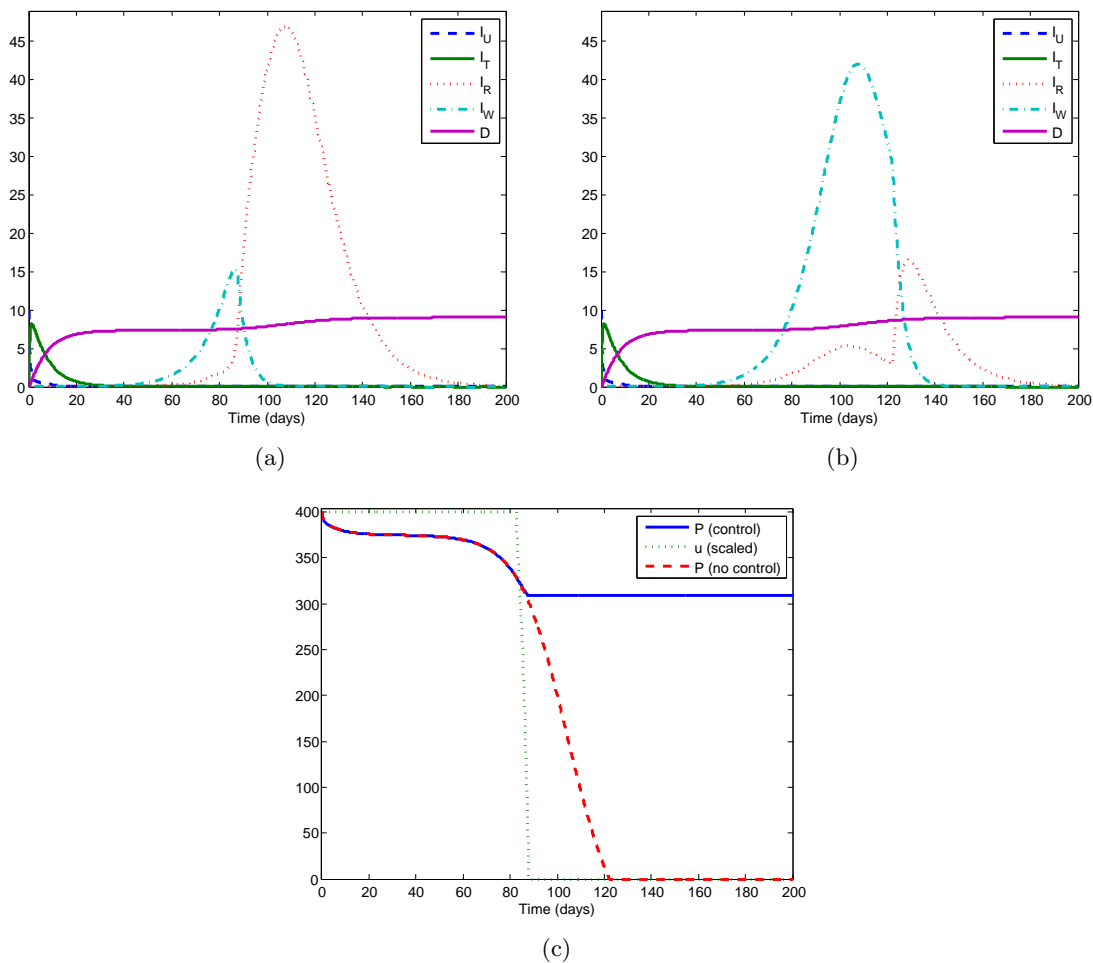 45
40
35
30
25
20
15
10
5
0
0 20 40 60 80 100 120 140 160 180 200
Time (days)
I_U
I_T
I_R
I_W
D
(a)
45
40
35
30
25
20
15
10
5
0
0 20 40 60 80 100 120 140 160 180 200
Time (days)
I_U
I_T
I_R
I_W
D
(b)
400
350
300
250
200
150
100
50
0
0 20 40 60 80 100 120 140 160 180 200
Time (days)
P (control)
u (scaled)
P (no control)
(c)